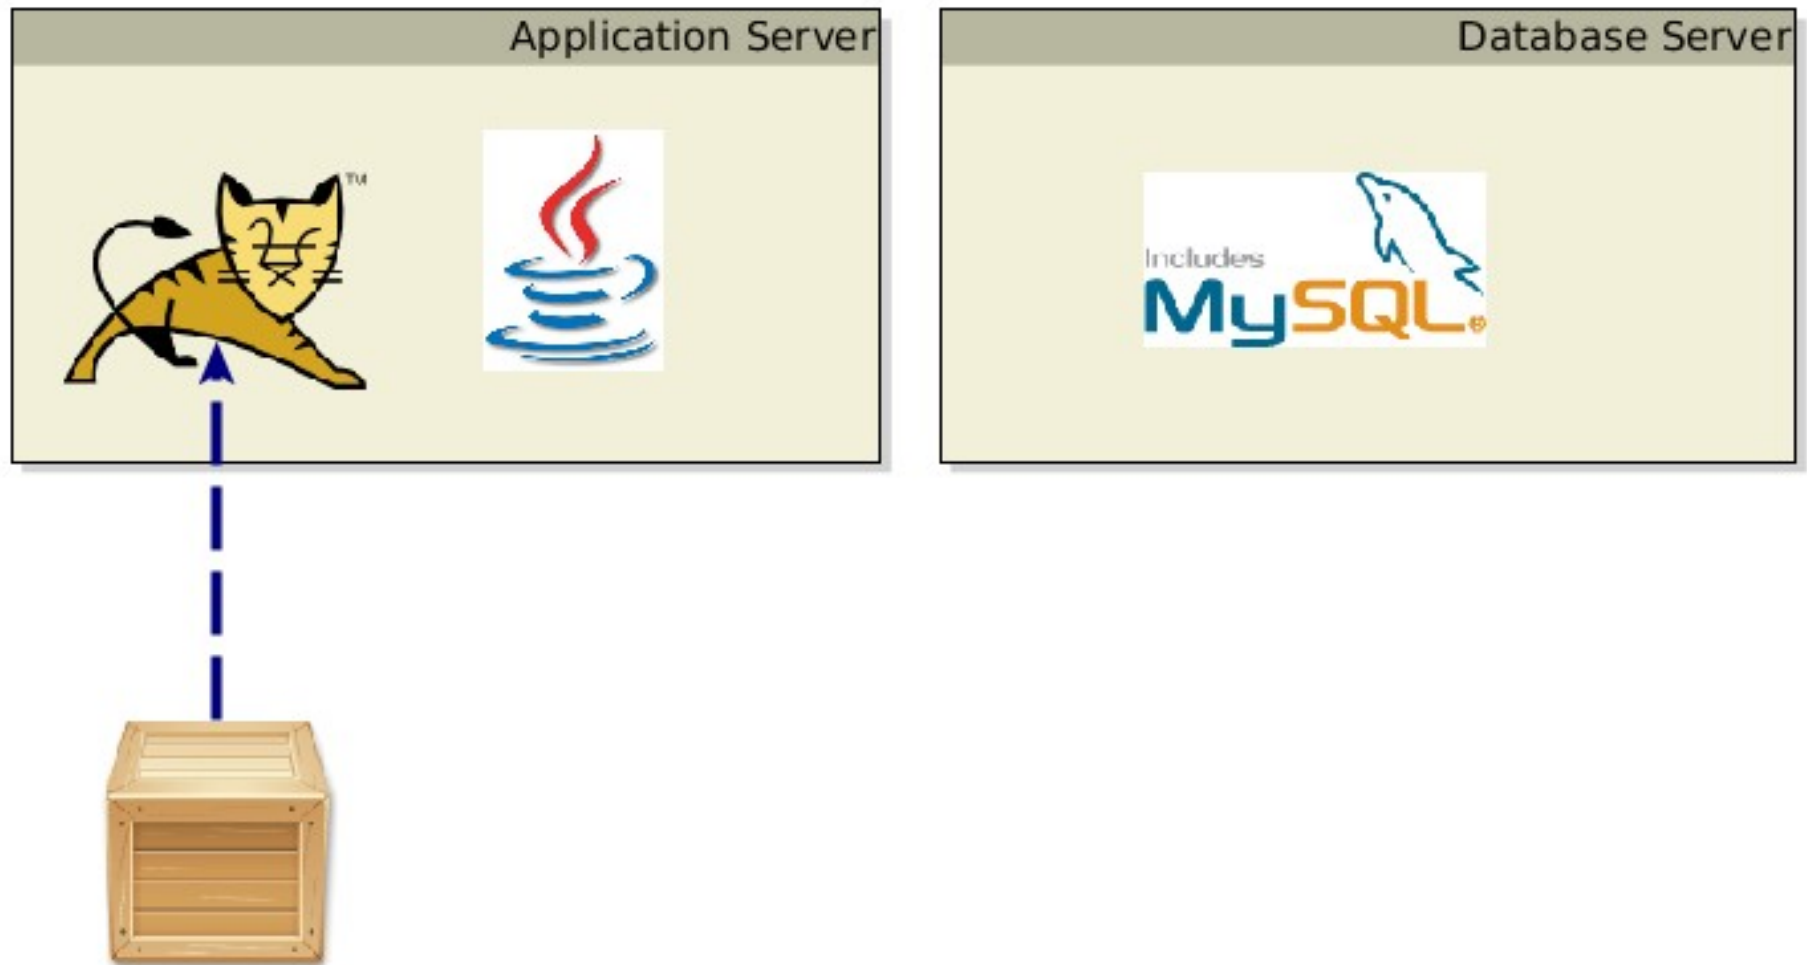 Application Server
Database Server
TM
Includes
MySQL®